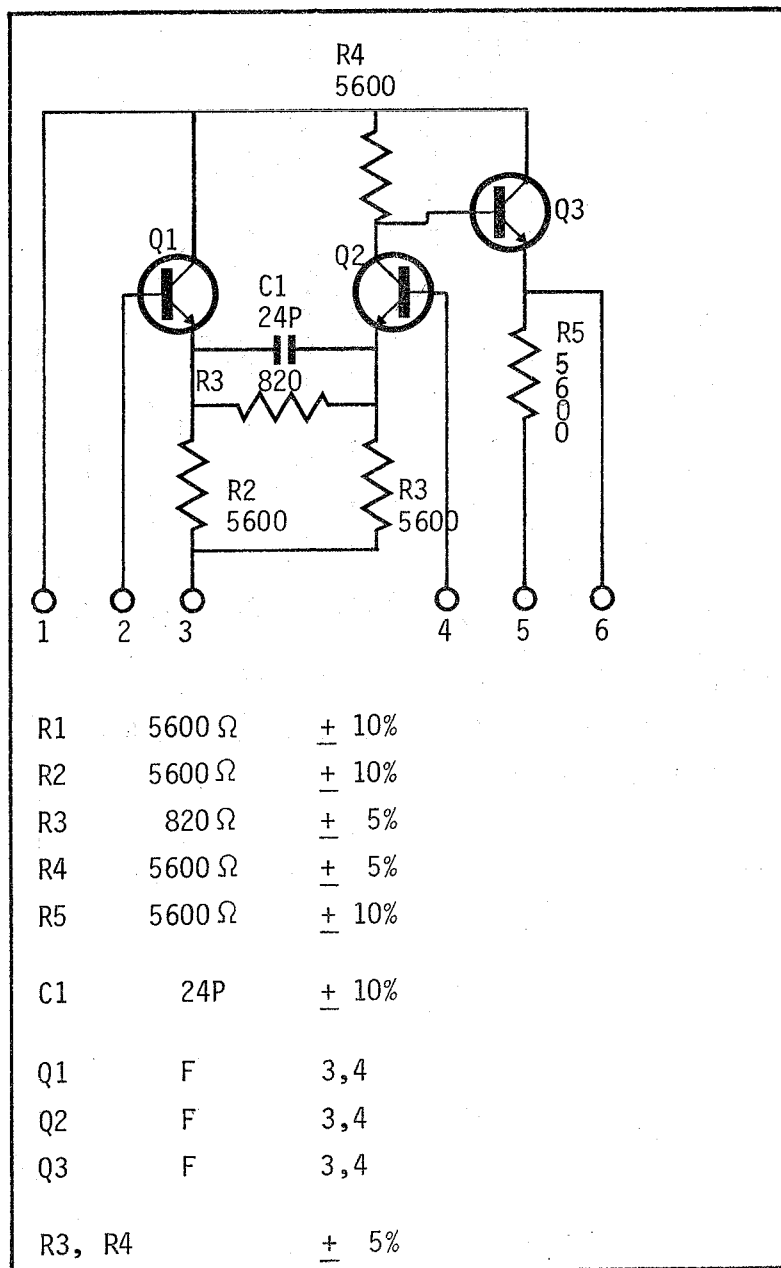 R4
5600
Q1
Q2
Q3
C1
24P
R3 820
R5
5
6
0
0
R2
5600
R3
5600
1 2 3 4 5 6
R1 5600 Ω ± 10%
R2 5600 Ω ± 10%
R3 820 Ω ± 5%
R4 5600 Ω ± 5%
R5 5600 Ω ± 10%
C1 24P ± 10%
Q1 F 3,4
Q2 F 3,4
Q3 F 3,4
R3, R4 ± 5%